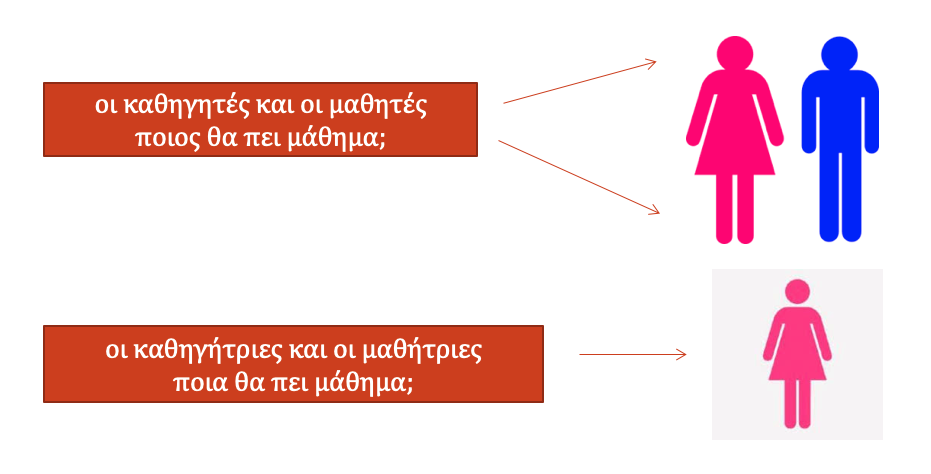 οι καθηγητές και οι μαθητές
ποιος θα πει μάθημα;
οι καθηγήτριες και οι μαθήτριες
ποια θα πει μάθημα;